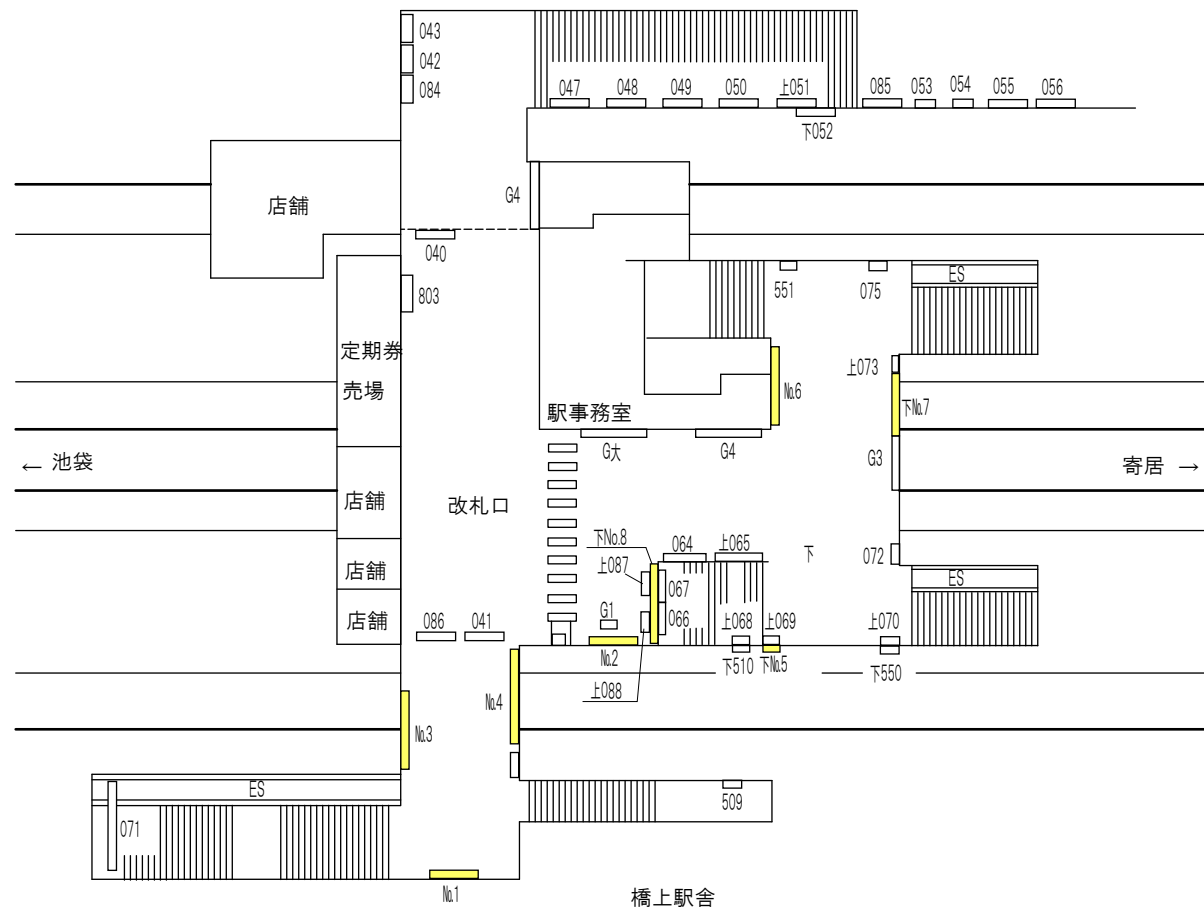 043
042
084
047
048
049
050
上051
085
053
054
055
056
下052
G4
店舗
040
803
551
075
ES
定期券
売場
上073
No.6
下No.7
駅事務室
G大
G4
G3
← 池袋
寄居 →
店舗
改札口
下No.8
064
上065
下
072
上087
067
店舗
ES
066
G1
店舗
086
041
上068
上069
上070
No.2
下510
下No.5
下550
上088
No.4
No.3
ES
509
071
No.1
橋上駅舎